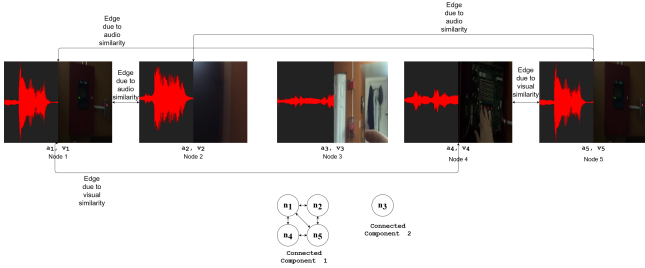 Edge
due to
audio
similarity
Edge
due to
audio
similarity
Edge
due to
audio
similarity
Edge
due to
visual
similarity
a1, v1
Node 1
a2, v2
Node 2
a3, v3
Node 3
a4, v4
Node 4
a5, v5
Node 5
Edge
due to
visual
similarity
n1
n2
n3
n4
n5
Connected
Component 2
Connected
Component 1